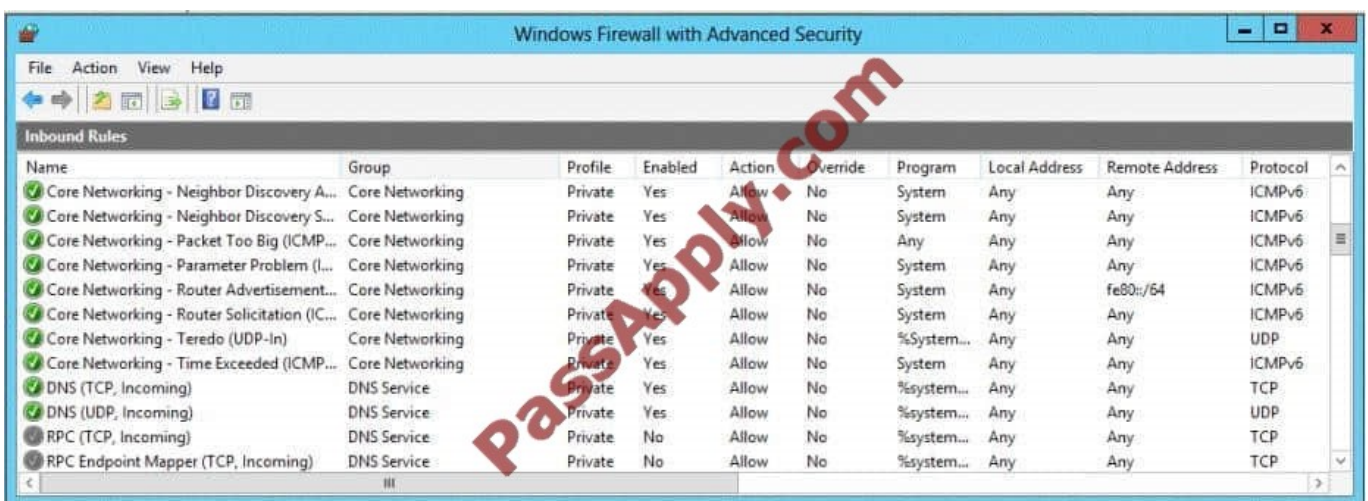 Windows Firewall with Advanced Security
File Action View Help
Inbound Rules
Name Group Profile Enabled Action Override Program Local Address Remote Address Protocol
Core Networking - Neighbor Discovery A... Core Networking Private Yes Allow No System Any Any ICMPv6
Core Networking - Neighbor Discovery S... Core Networking Private Yes Allow No System Any Any ICMPv6
Core Networking - Packet Too Big (ICMP... Core Networking Private Yes Allow No Any Any Any ICMPv6
Core Networking - Parameter Problem (I... Core Networking Private Yes Allow No System Any Any ICMPv6
Core Networking - Router Advertisement... Core Networking Private Yes Allow No System Any fe80::/64 ICMPv6
Core Networking - Router Solicitation (IC... Core Networking Private Yes Allow No System Any Any ICMPv6
Core Networking - Teredo (UDP-In) Core Networking Private Yes Allow No %System... Any Any UDP
Core Networking - Time Exceeded (ICMP... Core Networking Private Yes Allow No System Any Any ICMPv6
DNS (TCP, Incoming) DNS Service Private Yes Allow No %system... Any Any TCP
DNS (UDP, Incoming) DNS Service Private Yes Allow No %system... Any Any UDP
RPC (TCP, Incoming) DNS Service Private No Allow No %system... Any Any TCP
RPC Endpoint Mapper (TCP, Incoming) DNS Service Private No Allow No %system... Any Any TCP
PassApply.com